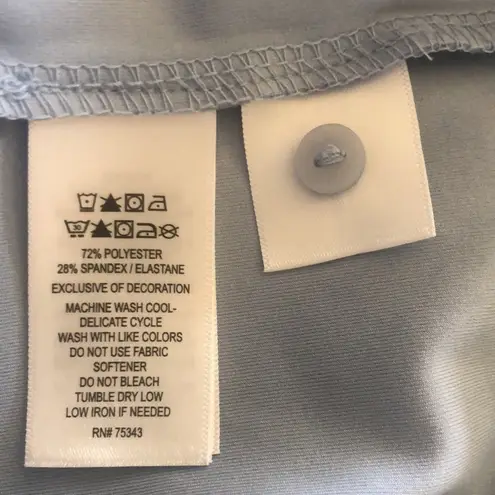 30
72% POLYESTER
28% SPANDEX / ELASTANE
EXCLUSIVE OF DECORATION
MACHINE WASH COOL-
DELICATE CYCLE
WASH WITH LIKE COLORS
DO NOT USE FABRIC
SOFTENER
DO NOT BLEACH
TUMBLE DRY LOW
LOW IRON IF NEEDED
RN# 75343